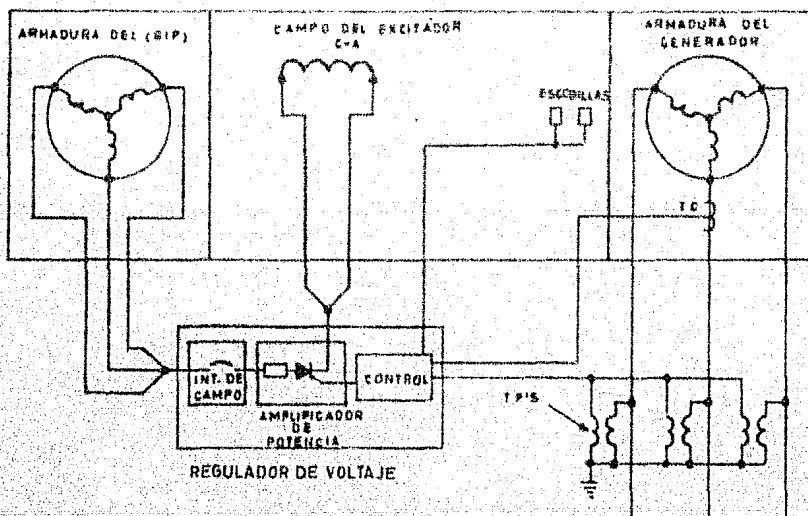 ARMADURA DEL (GIP)
CAMPO DEL EXCITADOR
C-A
ESCOBILLAS
ARMADURA DEL
GENERADOR
T C
INT. DE
CAMPO
AMPLIFICADOR
DE
POTENCIA
CONTROL
T P'S
REGULADOR DE VOLTAJE